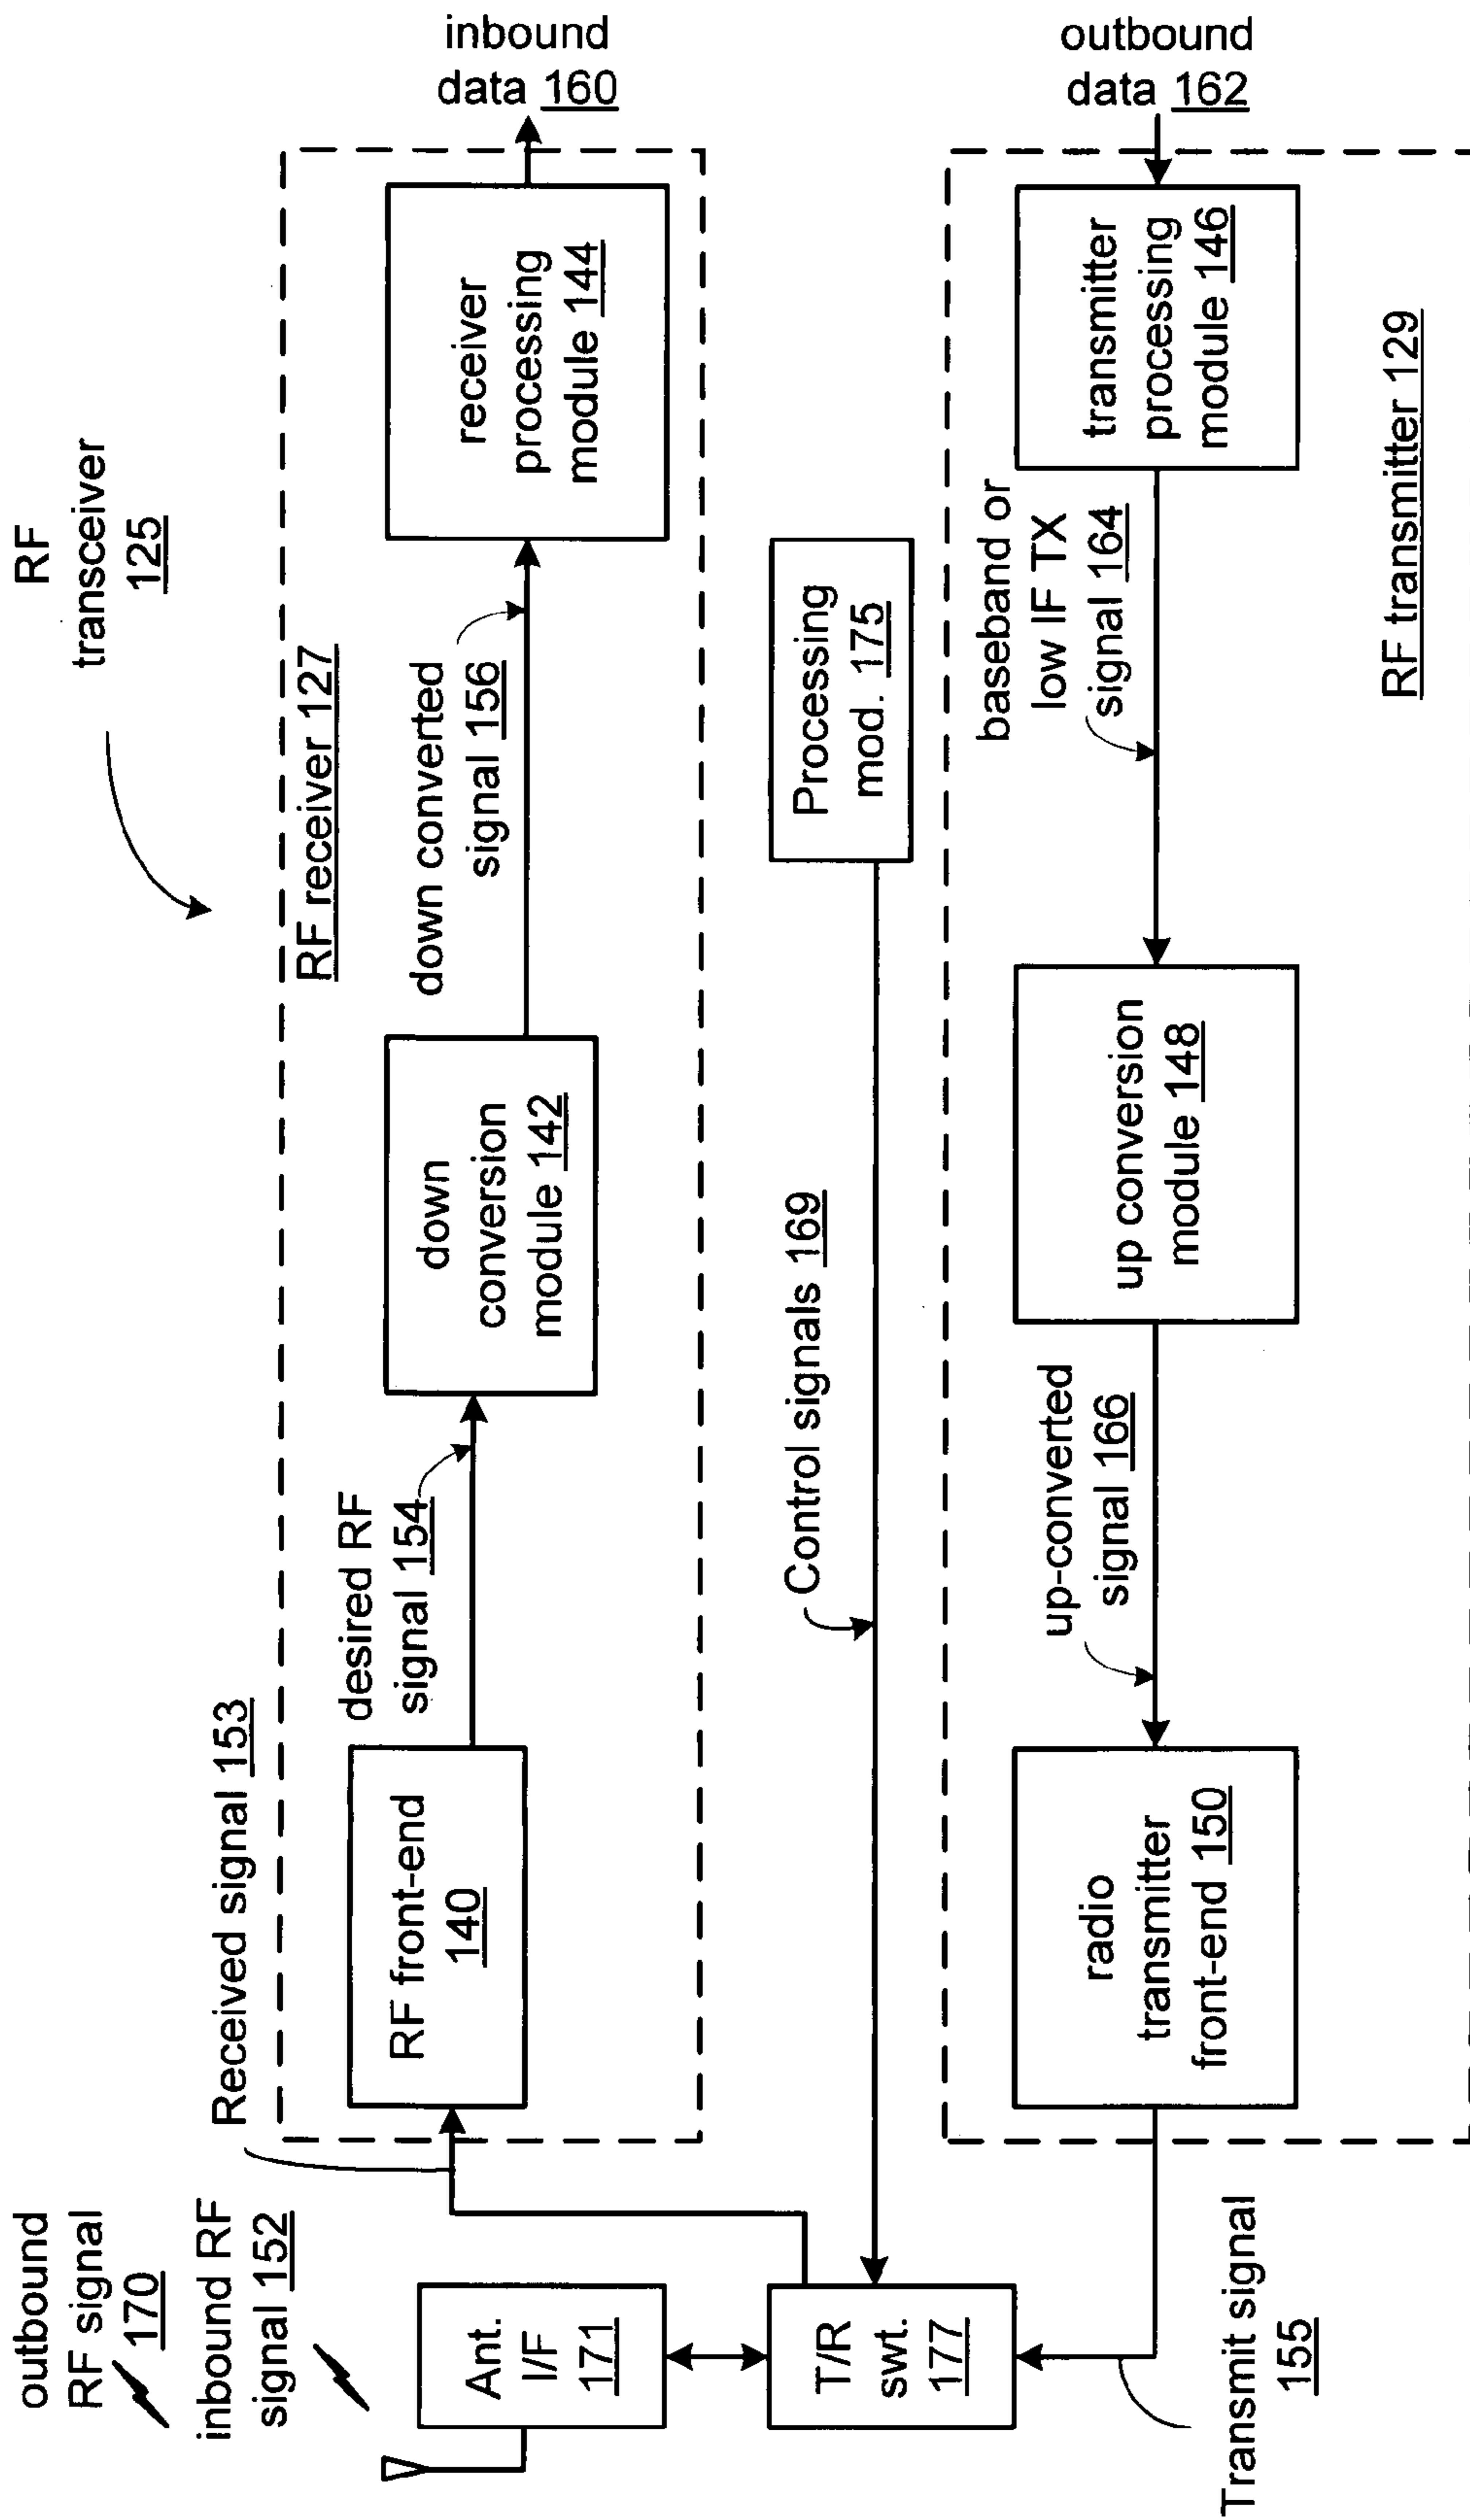 RF
transceiver
125
outbound
RF signal
170
inbound RF
signal 152
Received signal 153
RF receiver 127
Ant.
I/F
171
RF front-end
140
desired RF
signal 154
down
conversion
module 142
down converted
signal 156
receiver
processing
module 144
inbound
data 160
T/R
swt.
177
Control signals 169
Processing
mod. 175
Transmit signal
155
radio
transmitter
front-end 150
up-converted
signal 166
up conversion
module 148
baseband or
low IF TX
signal 164
transmitter
processing
module 146
outbound
data 162
RF transmitter 129